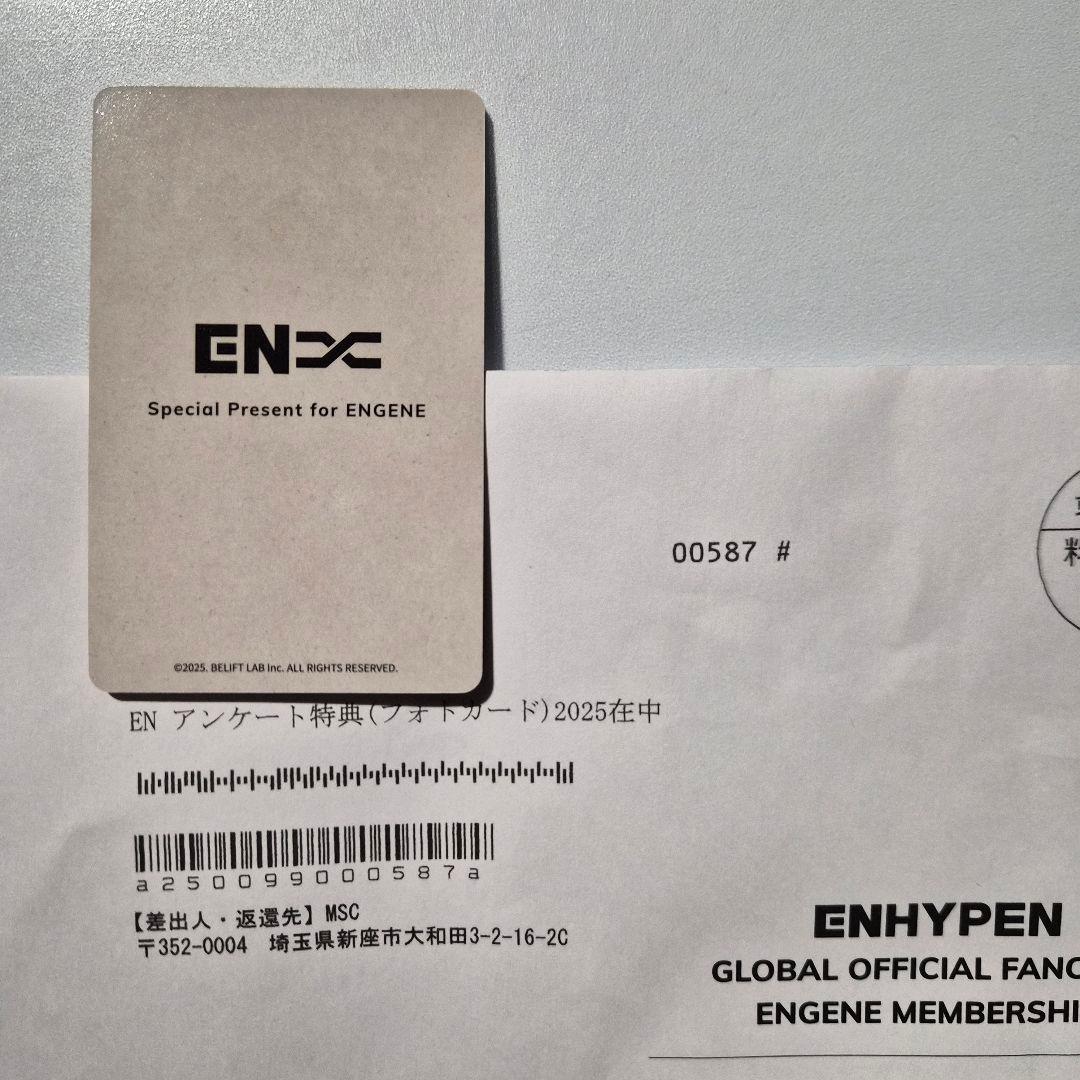 EN
Special Present for ENGENE
©2025. BELIFT LAB Inc. ALL RIGHTS RESERVED.
00587 #
料
EN アンケート特典(フォトカード)2025在中
a2500990000587a
【差出人・返還先】MSC
〒352-0004 埼玉県新座市大和田3-2-16-2C
ENHYPEN
GLOBAL OFFICIAL FANC
ENGENE MEMBERSHI